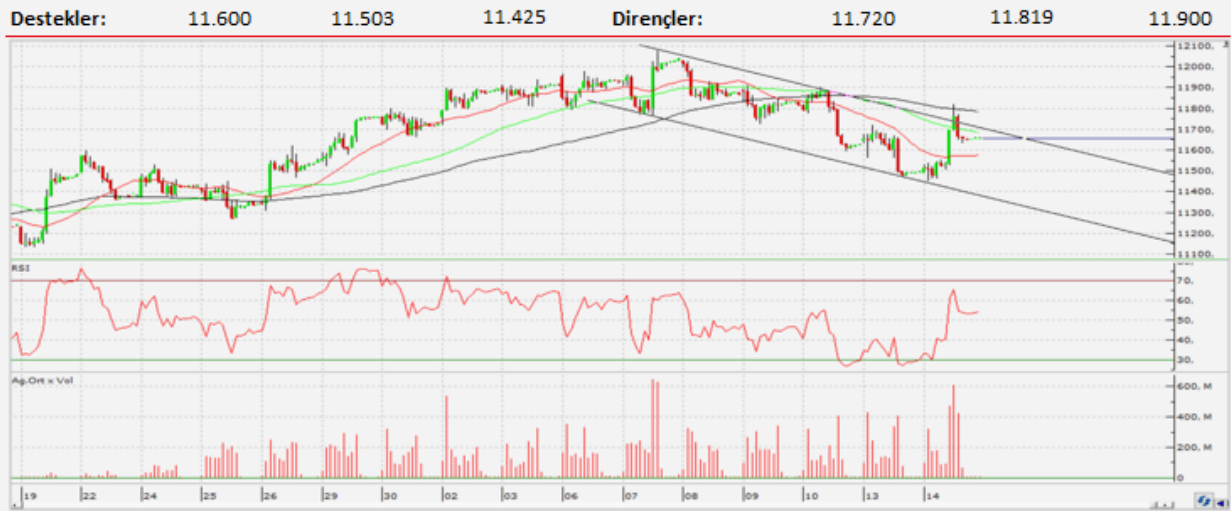 Destekler: 11.600 11.503 11.425 Dirençler: 11.720 11.819 11.900
12100.
12000.
11900.
11800.
11700.
11600.
11500.
11400.
11300.
11200.
11100.
RSI
70.
60.
50.
40.
30.
Ag.Ort x Vol
600. M
400. M
200. M
0
19 22 24 25 26 29 30 02 03 06 07 08 09 10 13 14